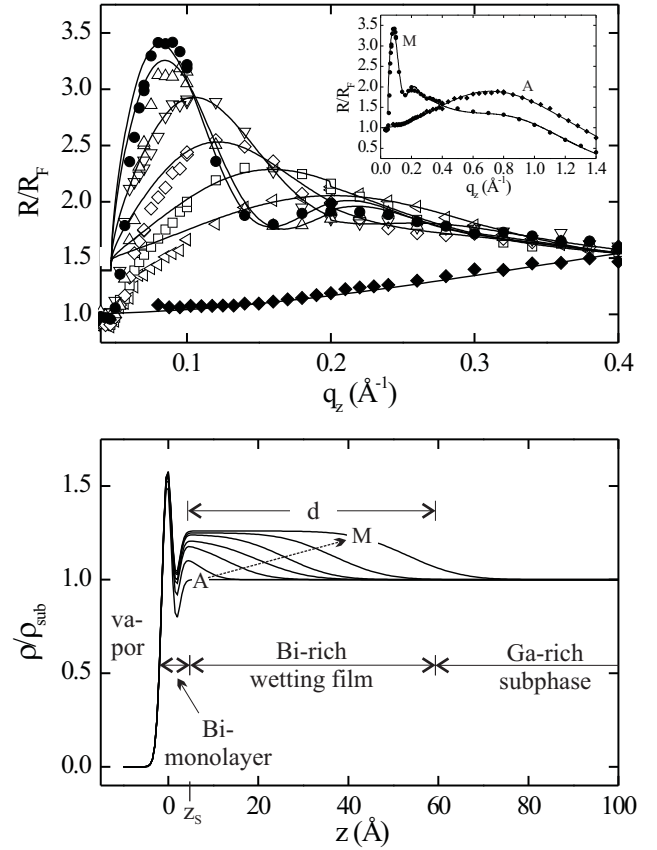 3.5
3.0
2.5
2.0
1.5
1.0
R/R_F
0.1
0.2
0.3
0.4
q_z (Å⁻¹)
3.5
3.0
2.5
2.0
1.5
1.0
0.5
R/R_F
M
A
0.0 0.2 0.4 0.6 0.8 1.0 1.2 1.4
q_z (Å⁻¹)
1.5
1.0
0.5
0.0
ρ/ρ_sub
d
M
A
va-
por
Bi-rich
wetting film
Ga-rich
subphase
Bi-
monolayer
0 20 40 60 80 100
z_s
z (Å)